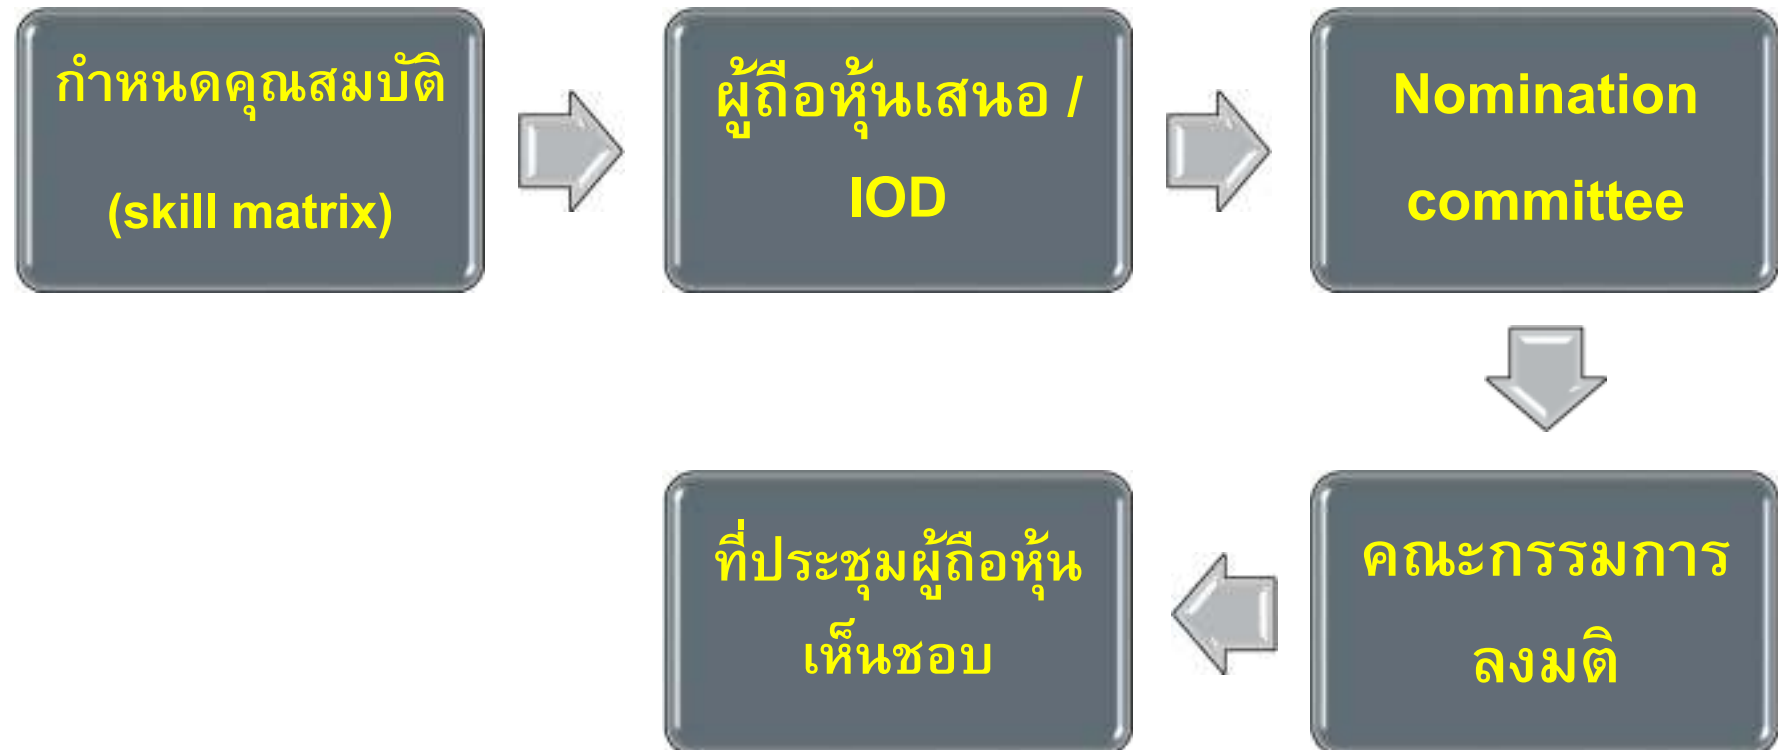 กำหนดคุณสมบัติ
(skill matrix)
ผู้ถือหุ้นเสนอ /
IOD
Nomination
committee
คณะกรรมการ
ลงมติ
ที่ประชุมผู้ถือหุ้น
เห็นชอบ